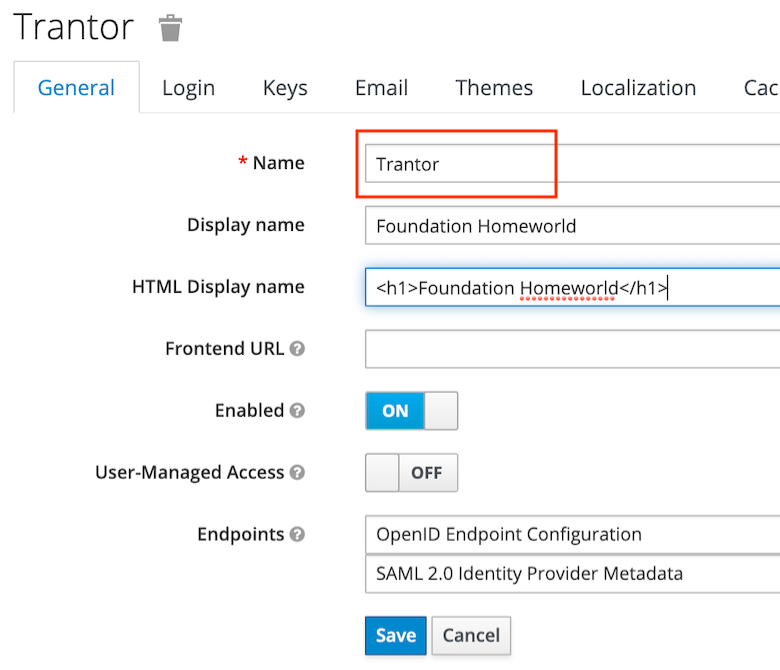 Trantor
General Login Keys Email Themes Localization Cac
* Name Trantor
Display name Foundation Homeworld
HTML Display name <h1>Foundation Homeworld</h1>
Frontend URL
Enabled ON
User-Managed Access OFF
Endpoints OpenID Endpoint Configuration
SAML 2.0 Identity Provider Metadata
Save Cancel